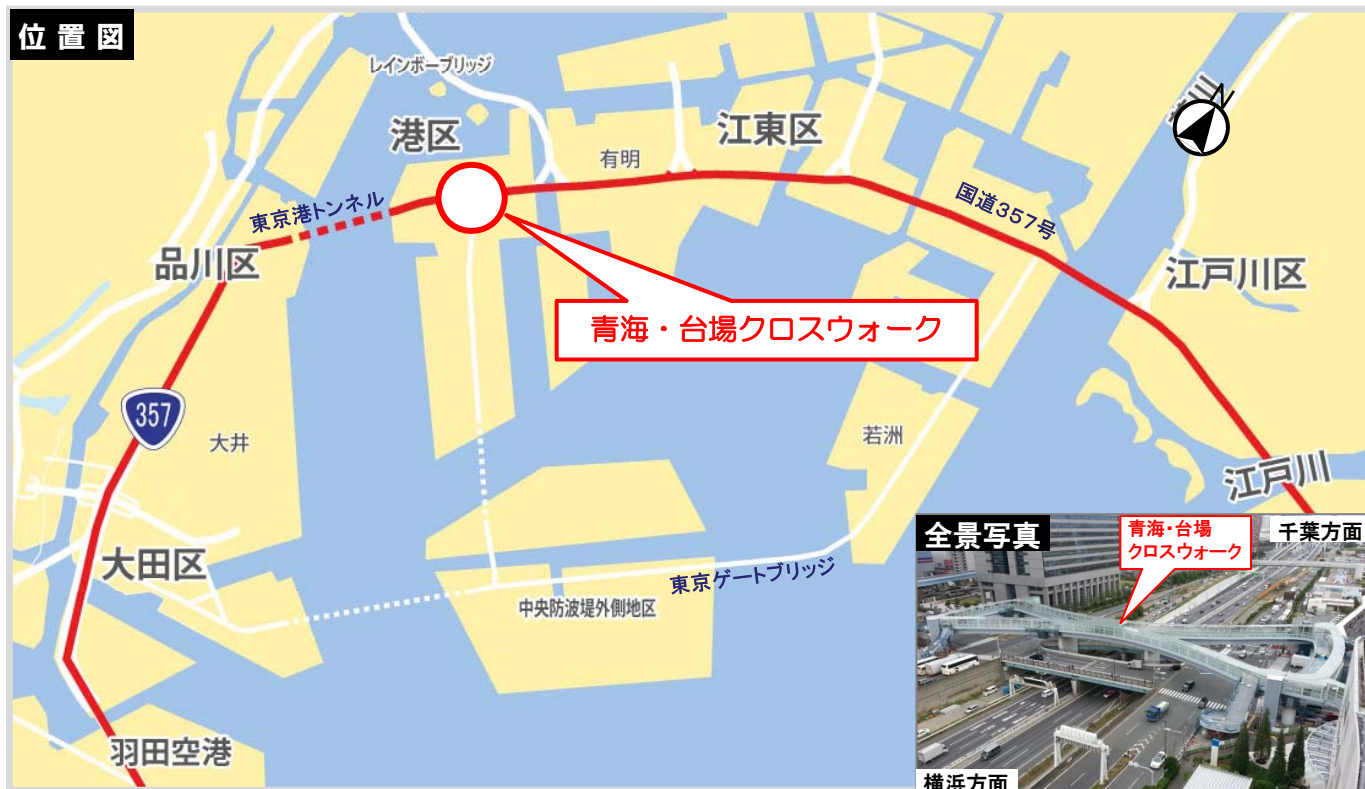 位置図
レインボーブリッジ
港区
江東区
有明
東京港トンネル
国道357号
品川区
江戸川区
青海・台場クロスウォーク
357
大井
若洲
江戸川
大田区
東京ゲートブリッジ
中央防波堤外側地区
羽田空港
全景写真
青海・台場
クロスウォーク
千葉方面
横浜方面